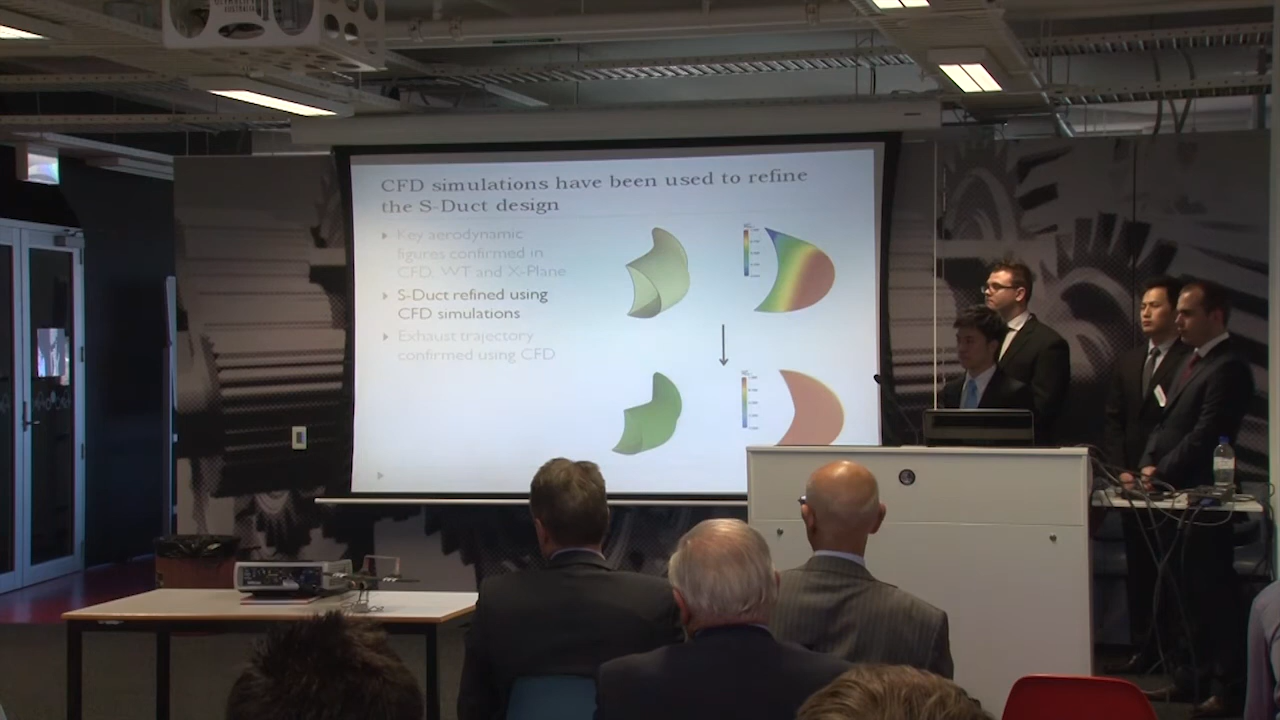 CFD simulations have been used to refine
the S-Duct design
Key aerodynamic
figures confirmed in
CFD, WT and X-Plane
S-Duct refined using
CFD simulations
Exhaust trajectory
confirmed using CFD